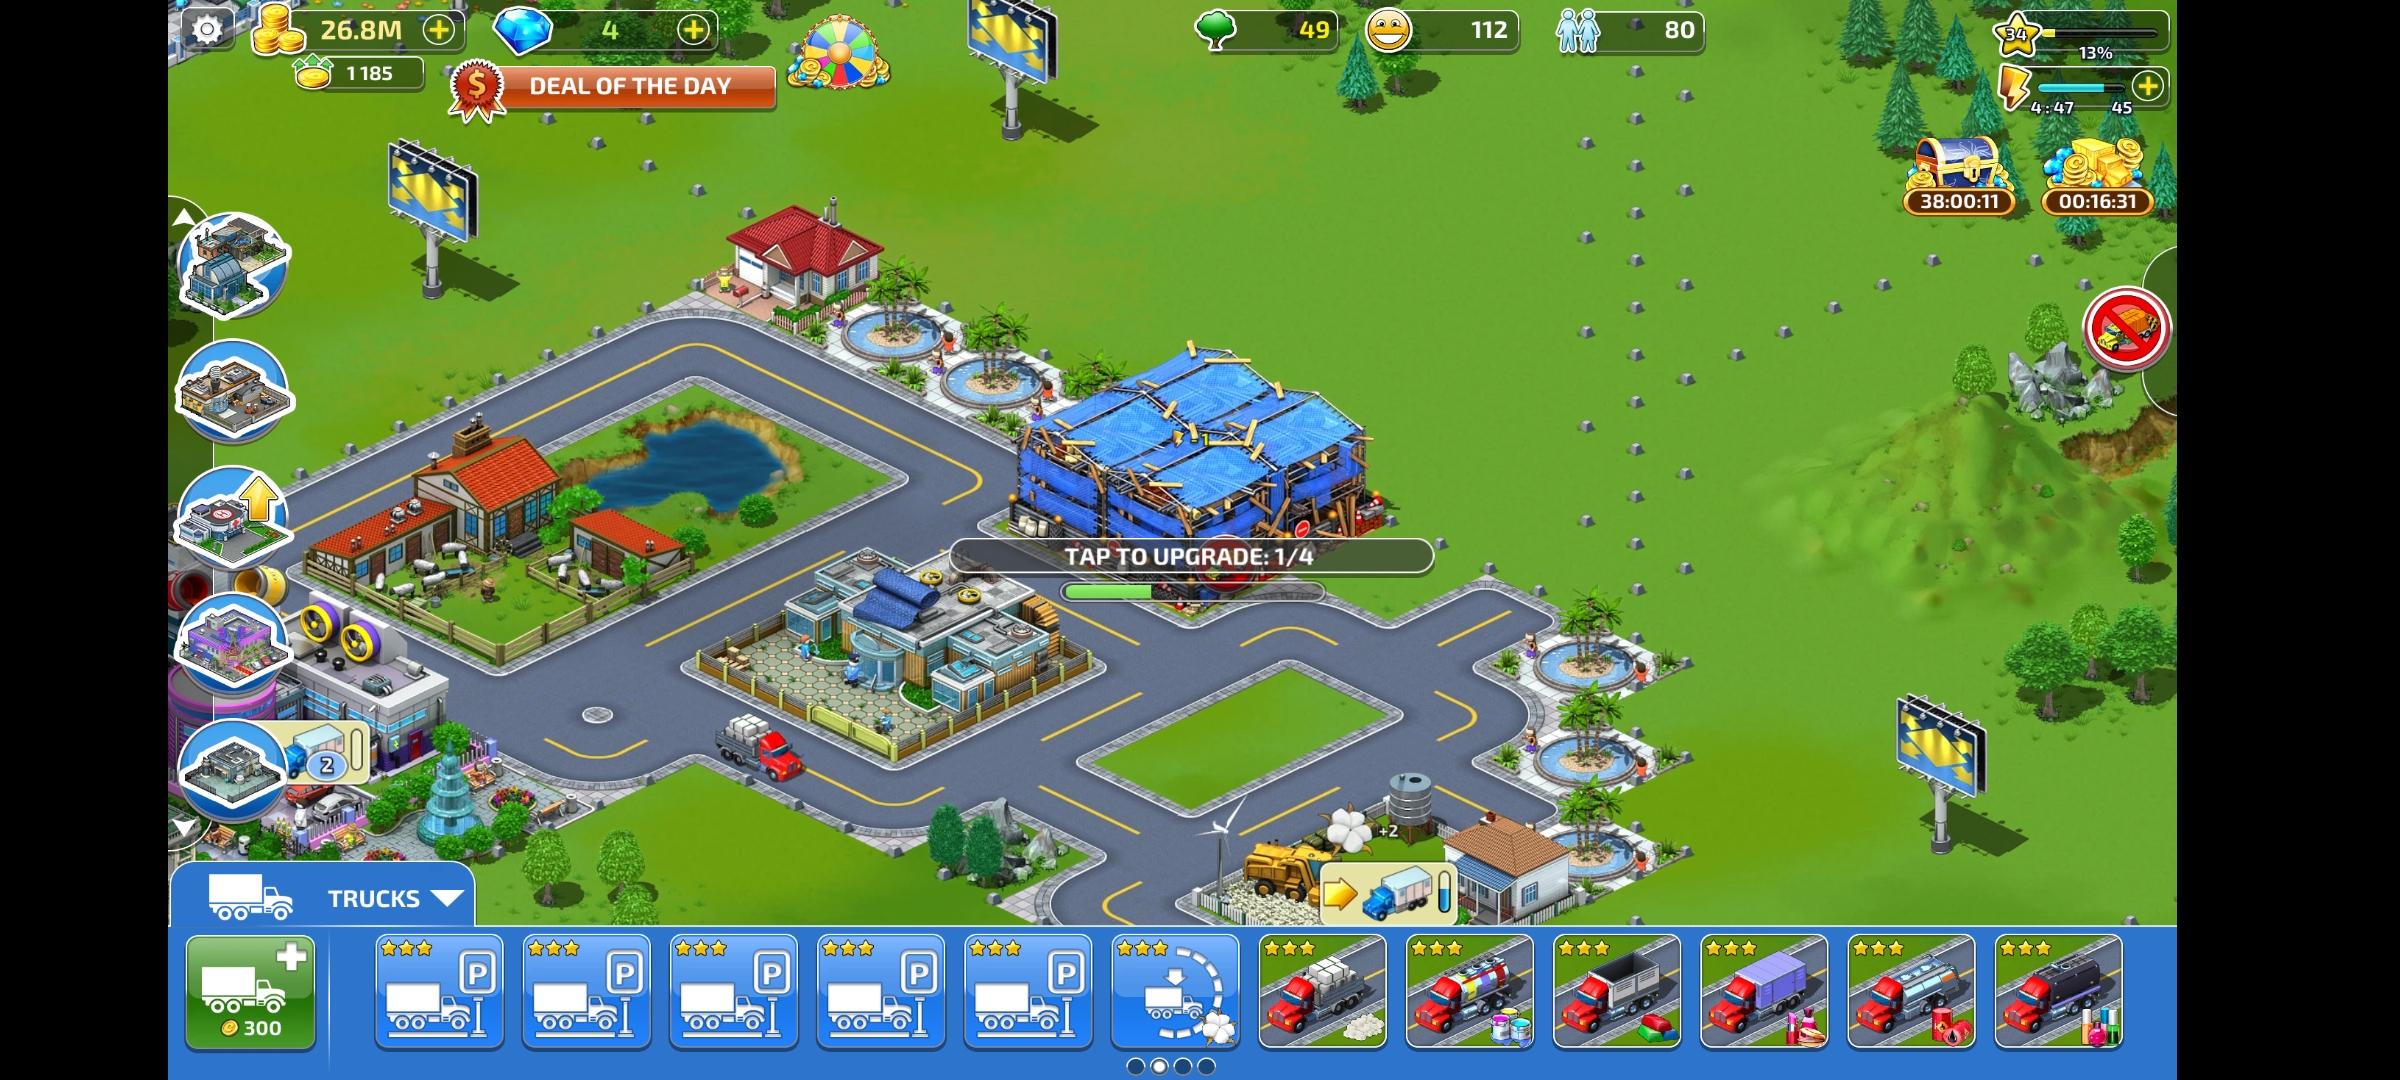 26.8M
4
49
112
80
34
13%
1 185
DEAL OF THE DAY
4:47
45
38:00:11
00:16:31
-1
TAP TO UPGRADE: 1/4
2
+2
TRUCKS
300
P
P
P
P
P